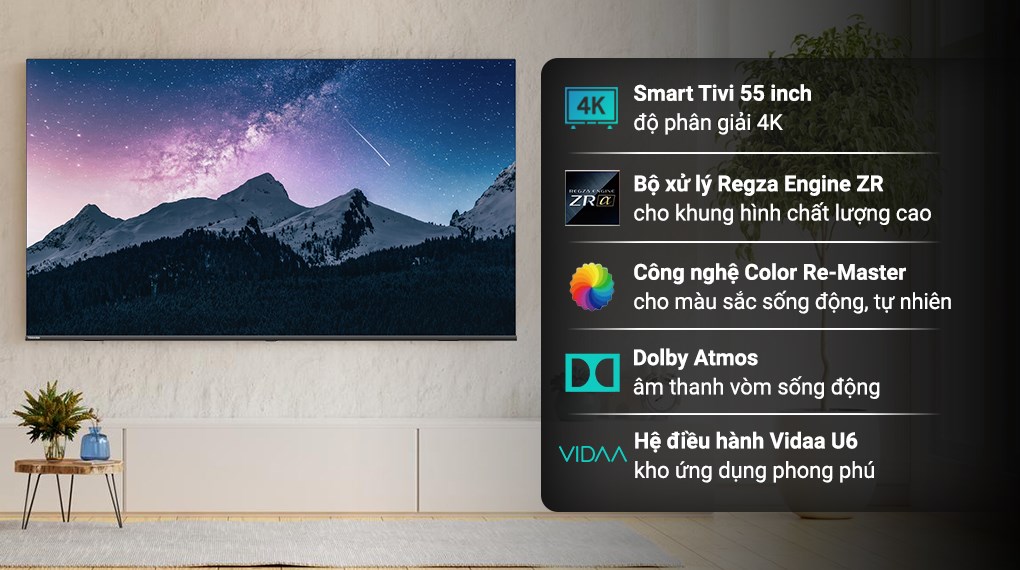 4K
Smart Tivi 55 inch
độ phân giải 4K
REGZA ENGINE
ZRα
Bộ xử lý Regza Engine ZR
cho khung hình chất lượng cao
Công nghệ Color Re-Master
cho màu sắc sống động, tự nhiên
Dolby Atmos
âm thanh vòm sống động
VIDAA
Hệ điều hành Vidaa U6
kho ứng dụng phong phú